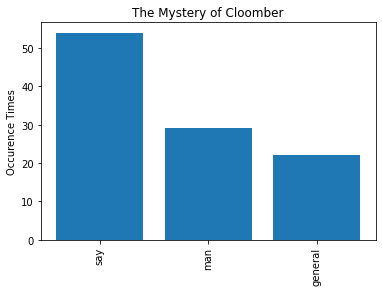 The Mystery of Cloomber
Occurence Times
50
40
30
20
10
0
say
man
general